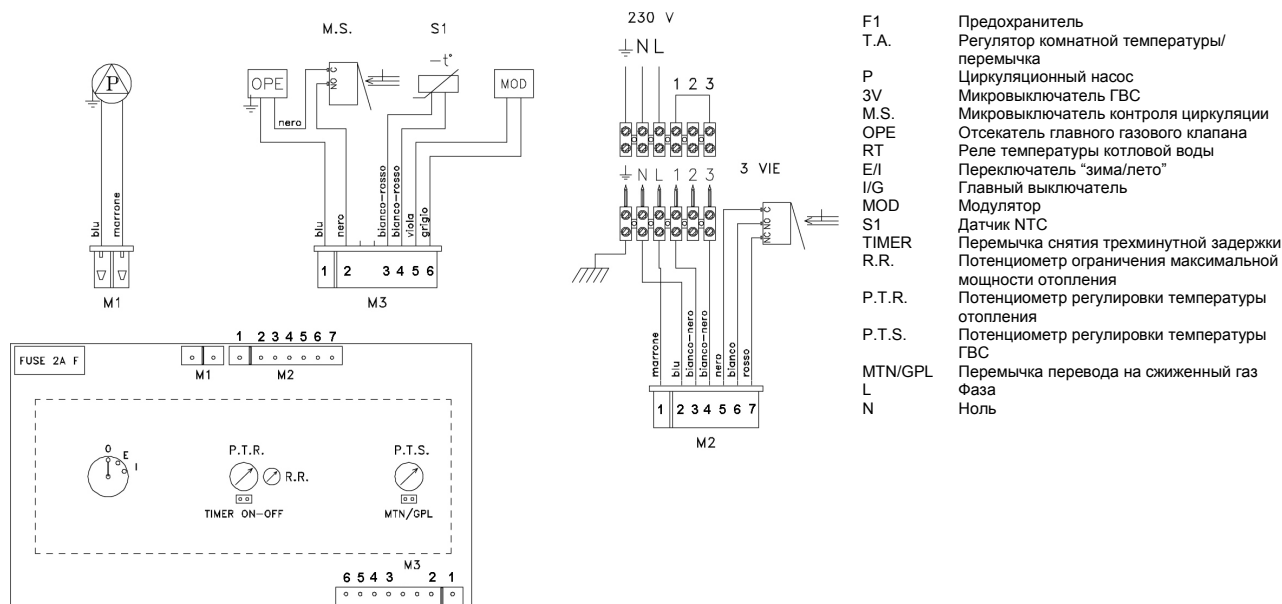 M.S.
S1
−t°
OPE
C
NO
MOD
P
nero
blu
marrone
blu
nero
bianco-rosso
bianco-rosso
viola
grigio
1 2 3 4 5 6
M1
M3
230 V
N L
1 2 3
N L 1 2 3
3 VIE
C
NO
NC
marrone
blu
bianco-nero
bianco-nero
nero
bianco
rosso
1 2 3 4 5 6 7
M2
FUSE 2A F
1 2 3 4 5 6 7
M1
M2
0
E
I
P.T.R.
R.R.
TIMER ON-OFF
P.T.S.
MTN/GPL
M3
6 5 4 3 2 1
F1 Предохранитель
T.A. Регулятор комнатной температуры/
перемычка
P Циркуляционный насос
3V Микровыключатель ГВС
M.S. Микровыключатель контроля циркуляции
OPE Отсекатель главного газового клапана
RT Реле температуры котловой воды
E/I Переключатель “зима/лето”
I/G Главный выключатель
MOD Модулятор
S1 Датчик NTC
TIMER Перемычка снятия трехминутной задержки
R.R. Потенциометр ограничения максимальной
мощности отопления
P.T.R. Потенциометр регулировки температуры
отопления
P.T.S. Потенциометр регулировки температуры
ГВС
MTN/GPL Перемычка перевода на сжиженный газ
L Фаза
N Ноль